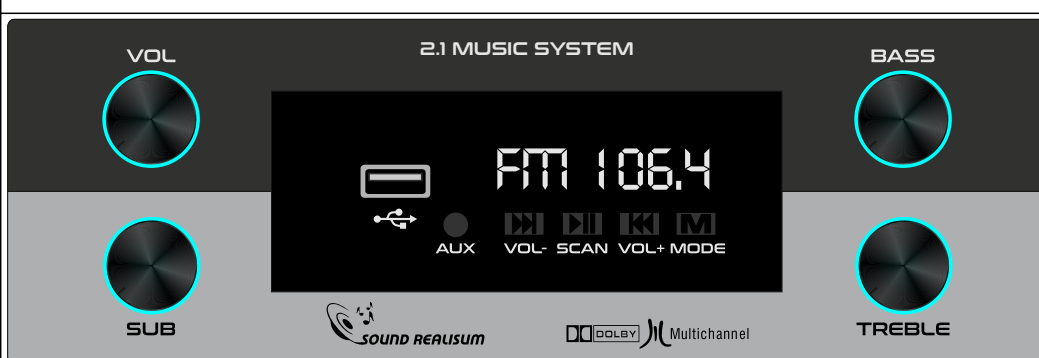 VOL
2.1 MUSIC SYSTEM
BASS
FM 106.4
M
AUX VOL- SCAN VOL+ MODE
SUB
SOUND REALISUM
DOLBY Multichannel
TREBLE